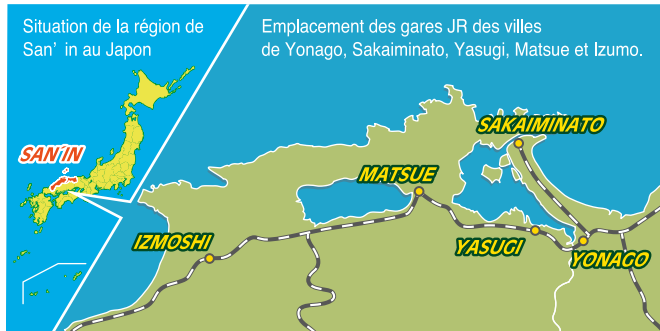 Situation de la région de
San' in au Japon
Emplacement des gares JR des villes
de Yonago, Sakaiminato, Yasugi, Matsue et Izumo.
SAN'IN
SAKAIMINATO
MATSUE
IZMOSHI
YASUGI
YONAGO